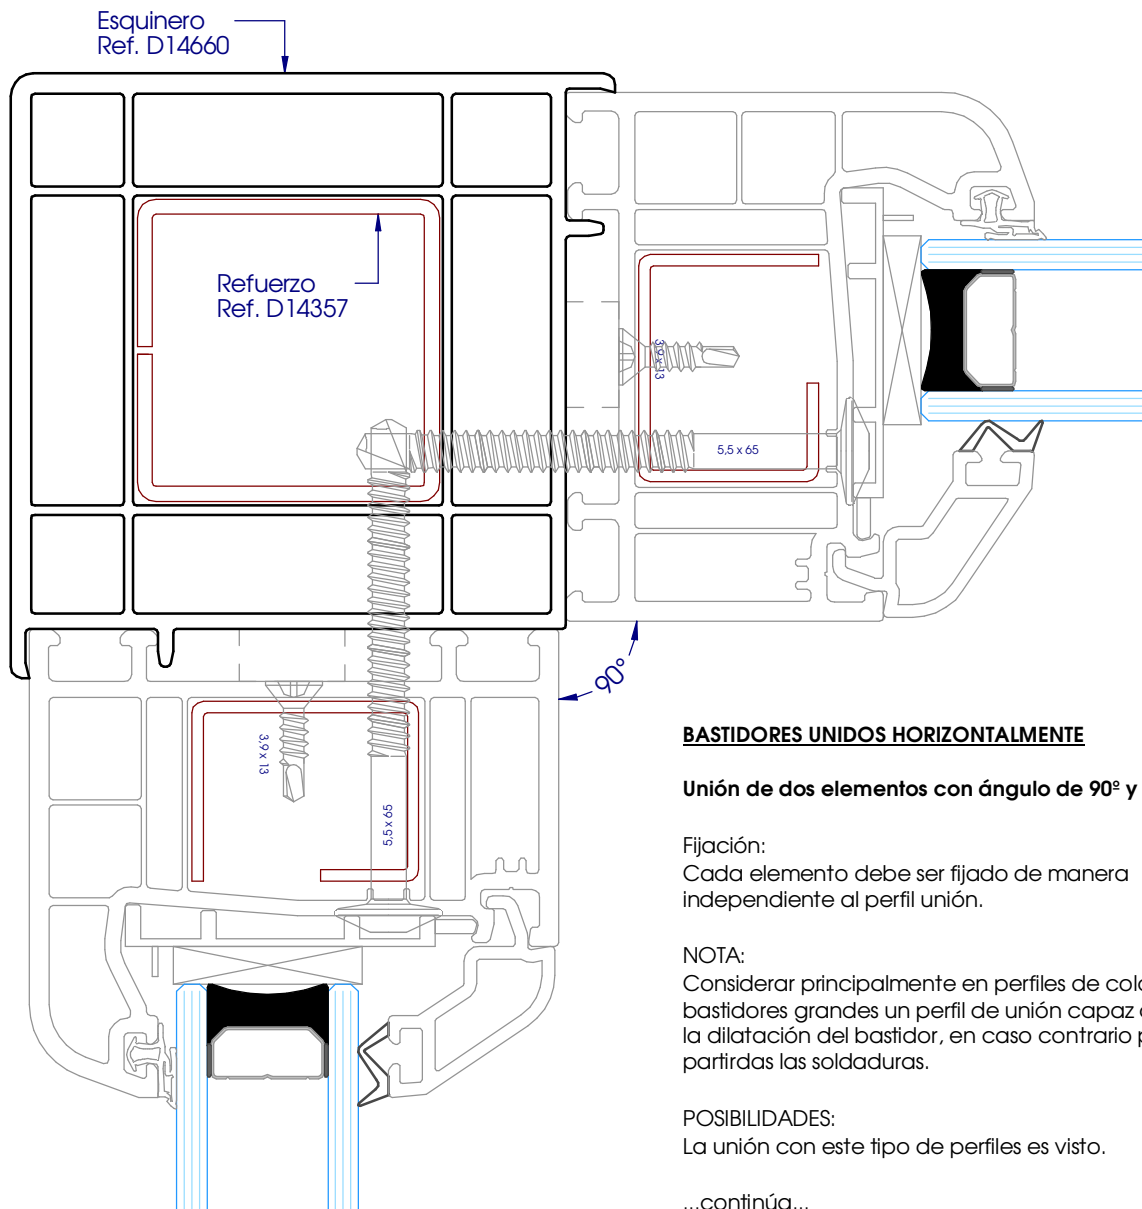 Esquinero
Ref. D14660
Refuerzo
Ref. D14357
3,9 x 13
5,5 x 65
90°
3,9 x 13
5,5 x 65
BASTIDORES UNIDOS HORIZONTALMENTE
Unión de dos elementos con ángulo de 90º y
Fijación:
Cada elemento debe ser fijado de manera
independiente al perfil unión.
NOTA:
Considerar principalmente en perfiles de colo
bastidores grandes un perfil de unión capaz
la dilatación del bastidor, en caso contrario p
partirdas las soldaduras.
POSIBILIDADES:
La unión con este tipo de perfiles es visto.
...continúa...